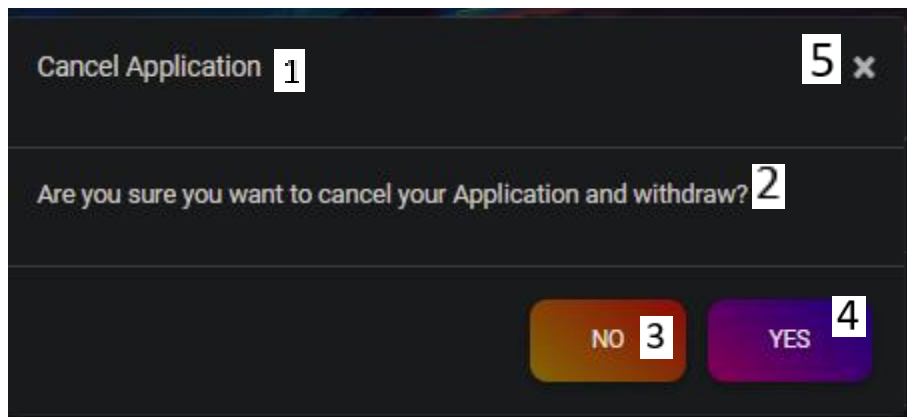 Cancel Application 1 5 ×
Are you sure you want to cancel your Application and withdraw? 2
NO 3 YES 4